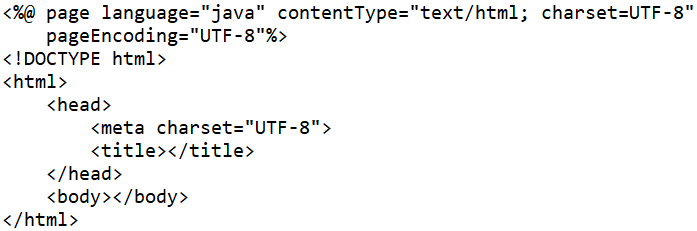 <%@ page language="java" contentType="text/html; charset=UTF-8"
    pageEncoding="UTF-8"%>
<!DOCTYPE html>
<html>
    <head>
        <meta charset="UTF-8">
        <title></title>
    </head>
    <body></body>
</html>